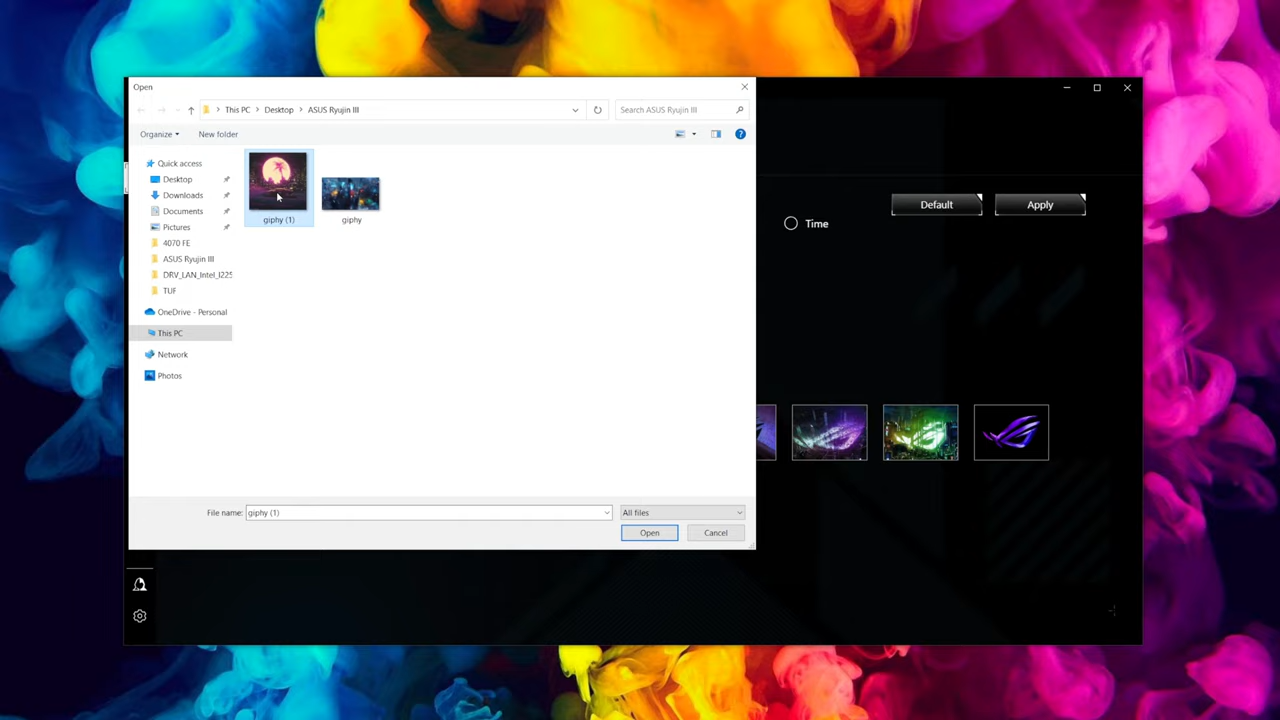 Open
This PC > Desktop > ASUS Ryujin III
Search ASUS Ryujin III
Organize
New folder
?
Quick access
Desktop
Downloads
Documents
Pictures
4070 FE
ASUS Ryujin III
DRV_LAN_Intel_I225
TUF
OneDrive - Personal
This PC
Network
Photos
giphy (1)
giphy
Time
Default
Apply
File name:
giphy (1)
All files
Open
Cancel